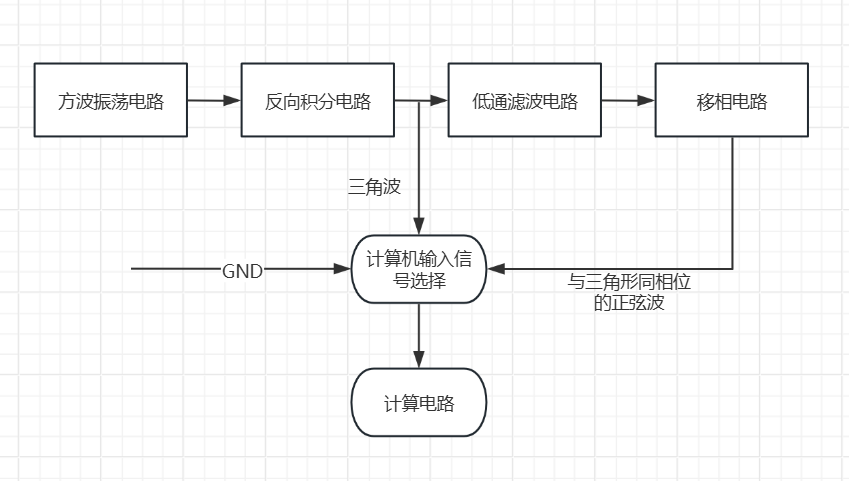 方波振荡电路
反向积分电路
低通滤波电路
移相电路
三角波
计算机输入信
号选择
GND
与三角形同相位
的正弦波
计算电路